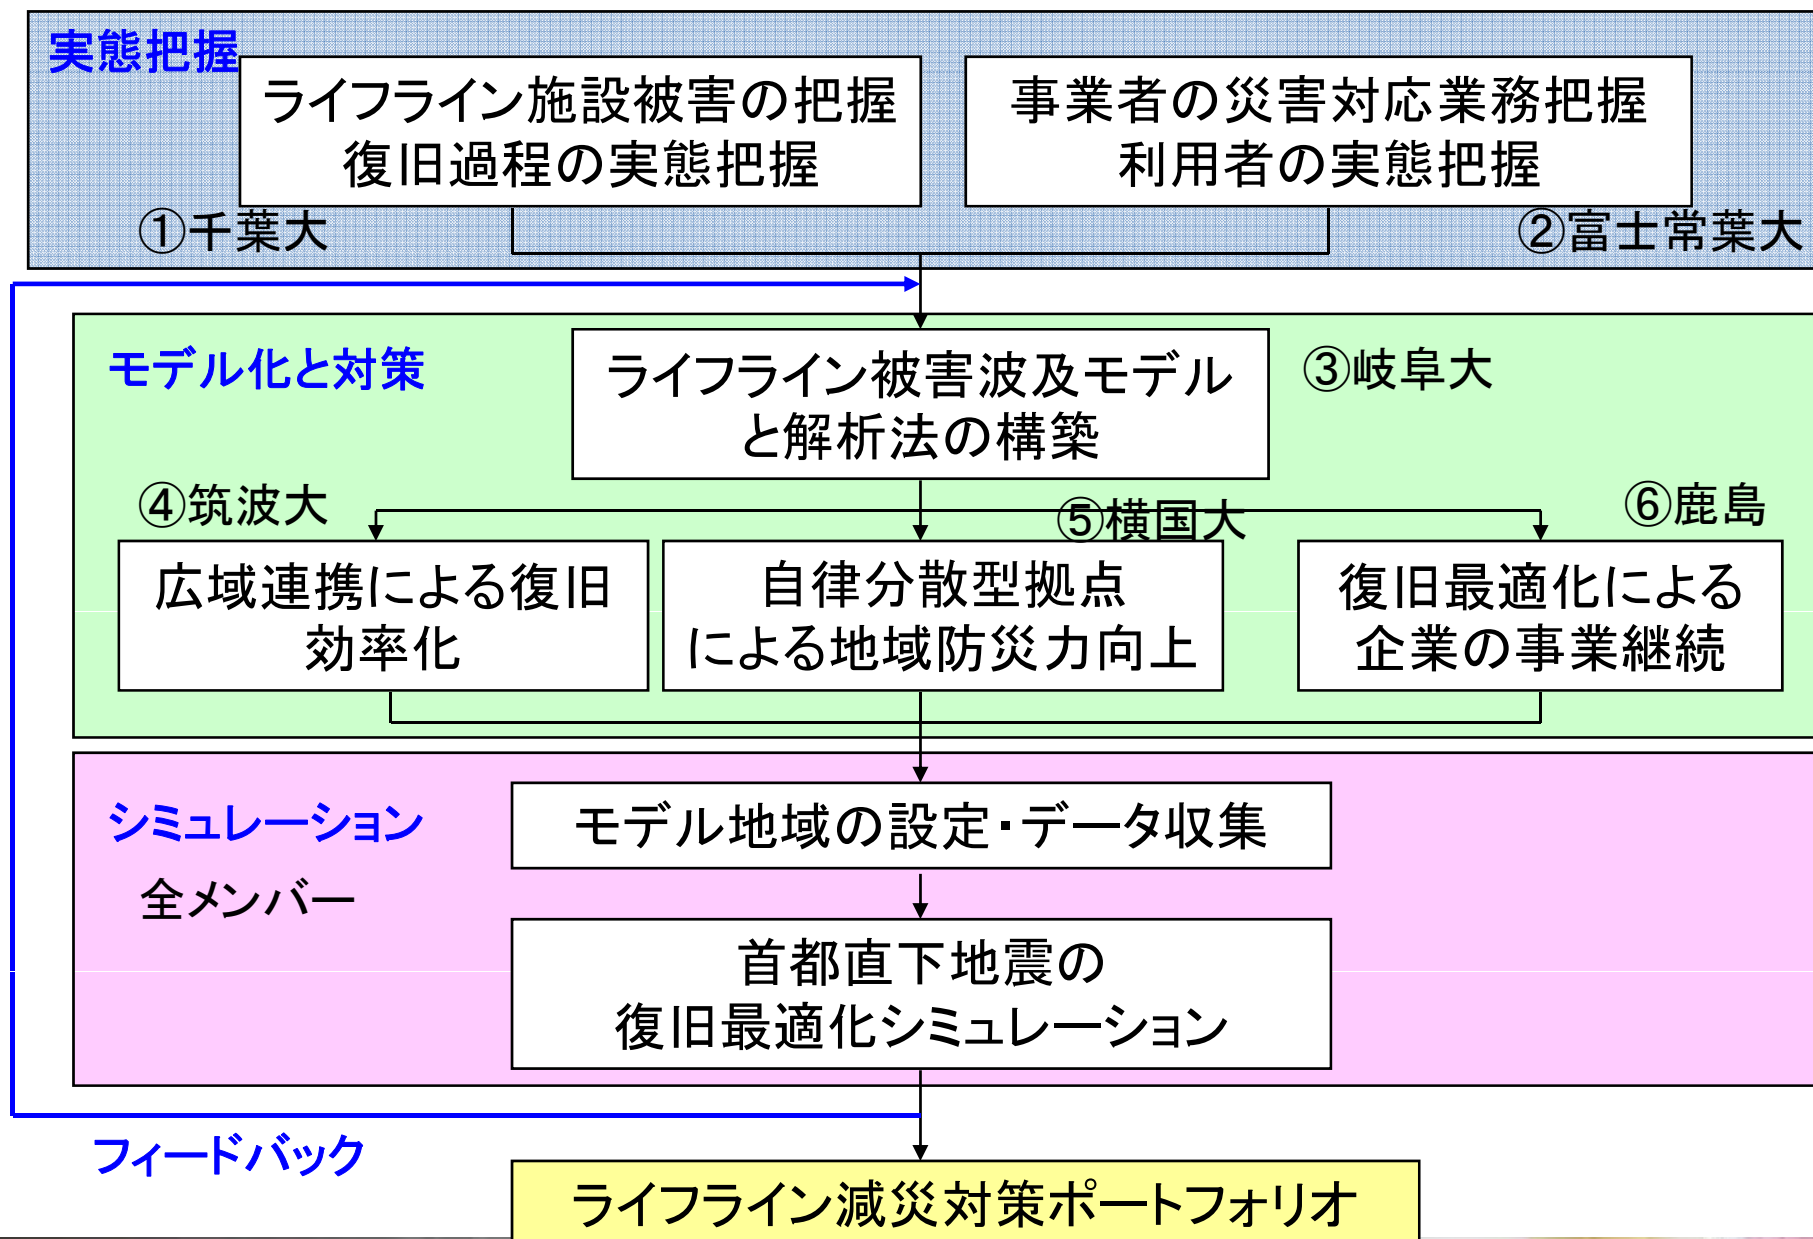 実態把握
ライフライン施設被害の把握
復旧過程の実態把握
事業者の災害対応業務把握
利用者の実態把握
①千葉大
②富士常葉大
モデル化と対策
ライフライン被害波及モデル
と解析法の構築
③岐阜大
④筑波大
⑤横国大
⑥鹿島
広域連携による復旧
効率化
自律分散型拠点
による地域防災力向上
復旧最適化による
企業の事業継続
シミュレーション
全メンバー
モデル地域の設定・データ収集
首都直下地震の
復旧最適化シミュレーション
フィードバック
ライフライン減災対策ポートフォリオ